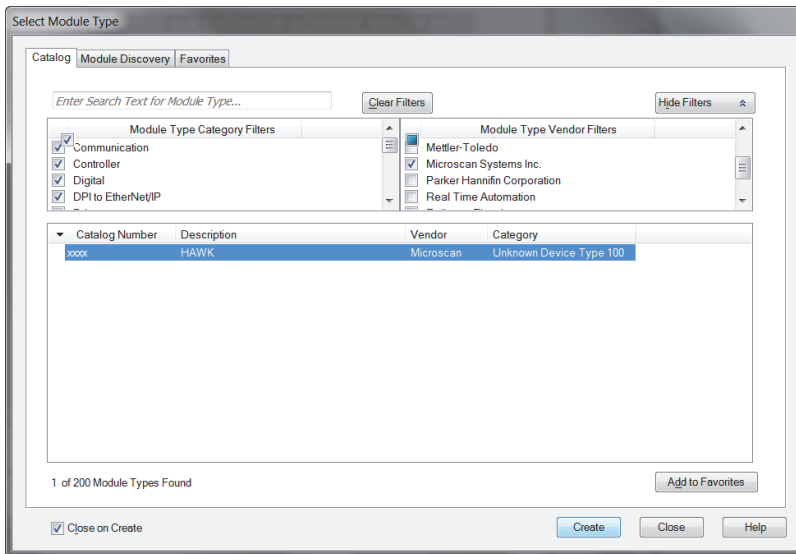 Select Module Type
Catalog Module Discovery Favorites
Enter Search Text for Module Type...
Clear Filters
Hide Filters
Module Type Category Filters
Communication
Controller
Digital
DPI to EtherNet/IP
Module Type Vendor Filters
Mettler-Toledo
Microscan Systems Inc.
Parker Hannifin Corporation
Real Time Automation
Catalog Number Description Vendor Category
xxxx HAWK Microscan Unknown Device Type 100
1 of 200 Module Types Found
Add to Favorites
Close on Create
Create Close Help